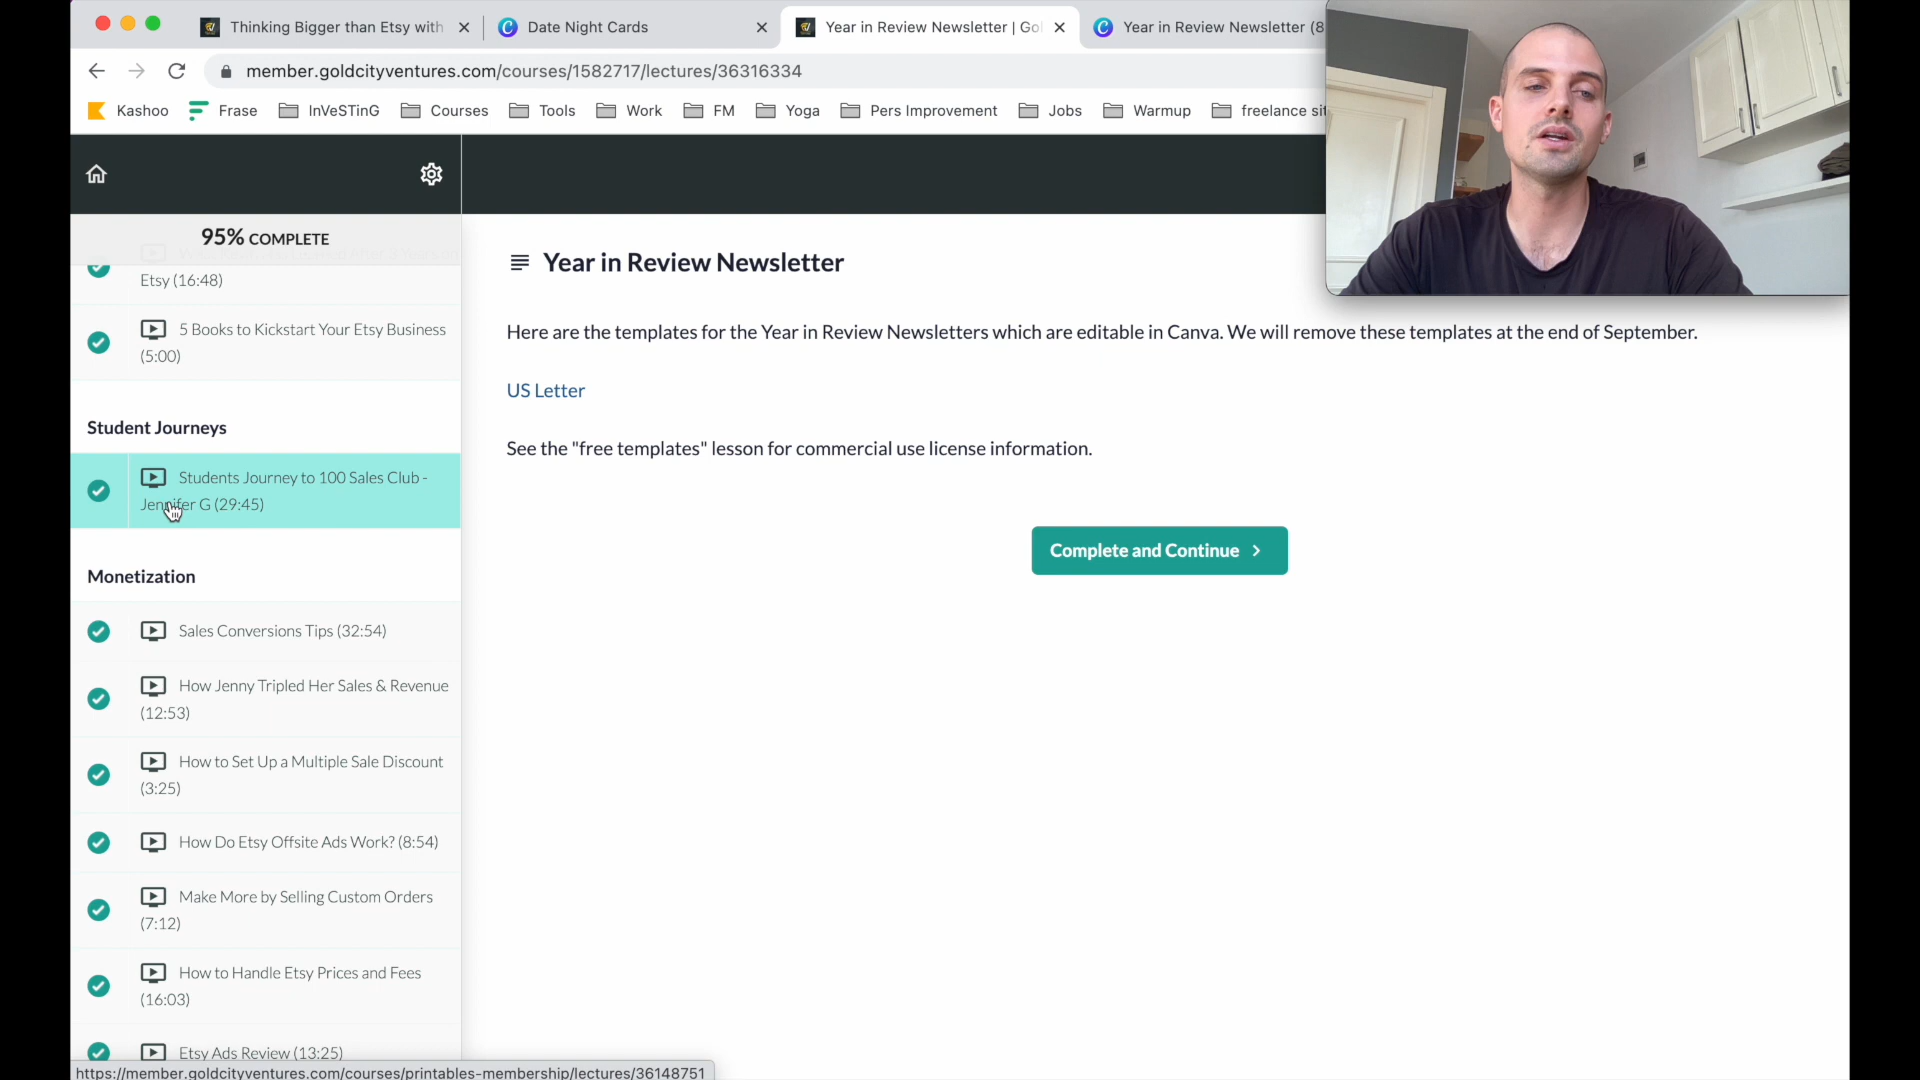 Thinking Bigger than Etsy with
Date Night Cards
Year in Review Newsletter | Gol
Year in Review Newsletter (8
member.goldcityventures.com/courses/1582717/lectures/36316334
Kashoo
Frase
InVeSTinG
Courses
Tools
Work
FM
Yoga
Pers Improvement
Jobs
Warmup
freelance sit
95% COMPLETE
Etsy (16:48)
5 Books to Kickstart Your Etsy Business
(5:00)
Student Journeys
Students Journey to 100 Sales Club -
Jennifer G (29:45)
Monetization
Sales Conversions Tips (32:54)
How Jenny Tripled Her Sales & Revenue
(12:53)
How to Set Up a Multiple Sale Discount
(3:25)
How Do Etsy Offsite Ads Work? (8:54)
Make More by Selling Custom Orders
(7:12)
How to Handle Etsy Prices and Fees
(16:03)
Etsy Ads Review (13:25)
https://member.goldcityventures.com/courses/printables-membership/lectures/36148751
Year in Review Newsletter
Here are the templates for the Year in Review Newsletters which are editable in Canva. We will remove these templates at the end of September.
US Letter
See the "free templates" lesson for commercial use license information.
Complete and Continue